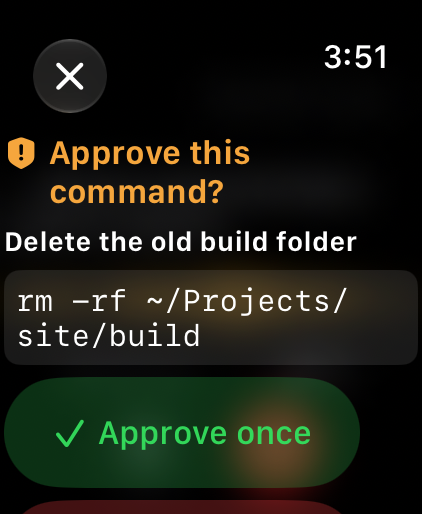 3:51
Approve this
command?
Delete the old build folder
rm -rf ~/Projects/
site/build
Approve once